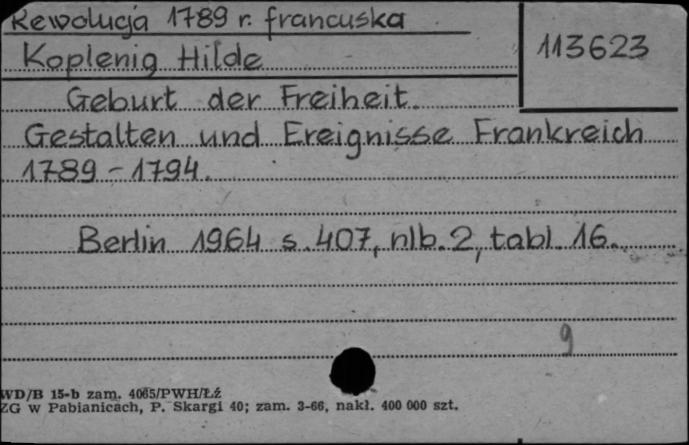 Rewolucja 1789 r. francuska
113623
Koplenig Hilde
Geburt der Freiheit.
Gestalten und Ereignisse Frankreich
1789-1794.
Berlin 1964 s. 407, nlb. 2, tabl. 16.
9
WD/B 15-b zam. 4065/PWH/Łź
ZG w Pabianicach, P. Skargi 40; zam. 3-66, nakł. 400 000 szt.